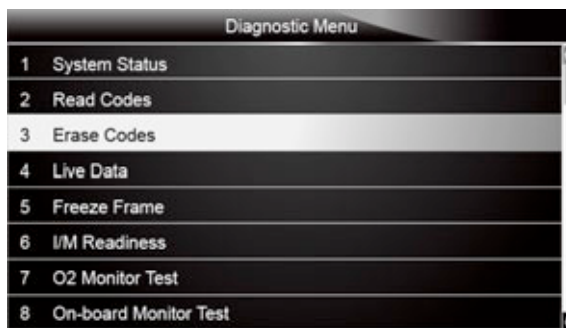 Diagnostic Menu
1 System Status
2 Read Codes
3 Erase Codes
4 Live Data
5 Freeze Frame
6 I/M Readiness
7 O2 Monitor Test
8 On-board Monitor Test